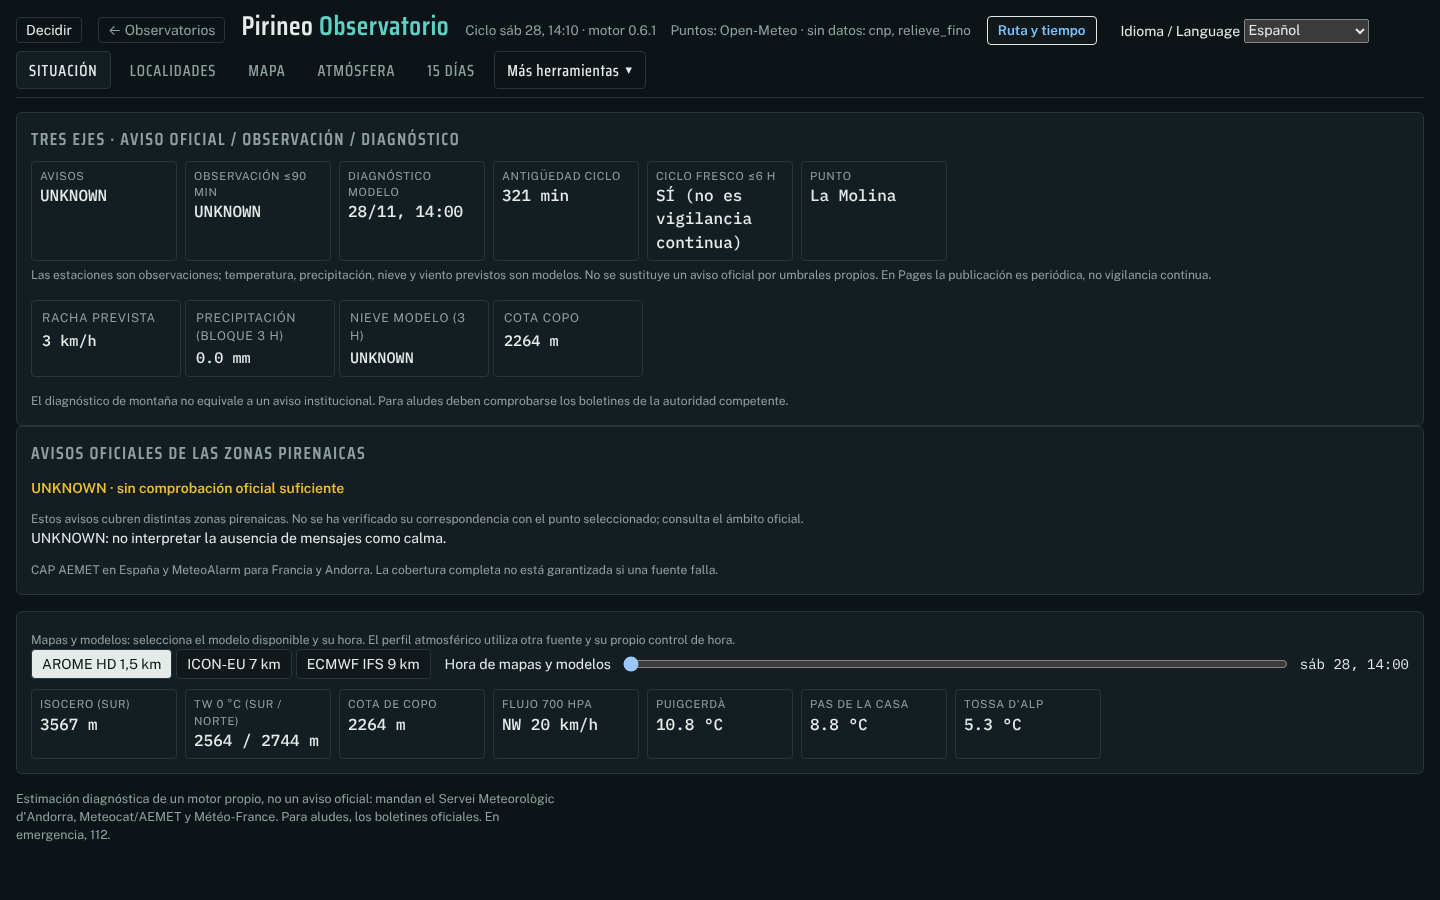 Decidir
← Observatorios
Pirineo Observatorio
Ciclo sáb 28, 14:10 · motor 0.6.1
Puntos: Open-Meteo · sin datos: cnp, relieve_fino
Ruta y tiempo
Idioma / Language
Español
SITUACIÓN
LOCALIDADES
MAPA
ATMÓSFERA
15 DÍAS
Más herramientas ▾
TRES EJES · AVISO OFICIAL / OBSERVACIÓN / DIAGNÓSTICO
AVISOS
UNKNOWN
OBSERVACIÓN ≤90
MIN
UNKNOWN
DIAGNÓSTICO
MODELO
28/11, 14:00
ANTIGÜEDAD CICLO
321 min
CICLO FRESCO ≤6 H
SÍ (no es
vigilancia
continua)
PUNTO
La Molina
Las estaciones son observaciones; temperatura, precipitación, nieve y viento previstos son modelos. No se sustituye un aviso oficial por umbrales propios. En Pages la publicación es periódica, no vigilancia continua.
RACHA PREVISTA
3 km/h
PRECIPITACIÓN
(BLOQUE 3 H)
0.0 mm
NIEVE MODELO (3
H)
UNKNOWN
COTA COPO
2264 m
El diagnóstico de montaña no equivale a un aviso institucional. Para aludes deben comprobarse los boletines de la autoridad competente.
AVISOS OFICIALES DE LAS ZONAS PIRENAICAS
UNKNOWN · sin comprobación oficial suficiente
Estos avisos cubren distintas zonas pirenaicas. No se ha verificado su correspondencia con el punto seleccionado; consulta el ámbito oficial.
UNKNOWN: no interpretar la ausencia de mensajes como calma.
CAP AEMET en España y MeteoAlarm para Francia y Andorra. La cobertura completa no está garantizada si una fuente falla.
Mapas y modelos: selecciona el modelo disponible y su hora. El perfil atmosférico utiliza otra fuente y su propio control de hora.
AROME HD 1,5 km
ICON-EU 7 km
ECMWF IFS 9 km
Hora de mapas y modelos
sáb 28, 14:00
ISOCERO (SUR)
3567 m
TW 0 °C (SUR /
NORTE)
2564 / 2744 m
COTA DE COPO
2264 m
FLUJO 700 HPA
NW 20 km/h
PUIGCERDÀ
10.8 °C
PAS DE LA CASA
8.8 °C
TOSSA D'ALP
5.3 °C
Estimación diagnóstica de un motor propio, no un aviso oficial: mandan el Servei Meteorològic
d'Andorra, Meteocat/AEMET y Météo-France. Para aludes, los boletines oficiales. En
emergencia, 112.